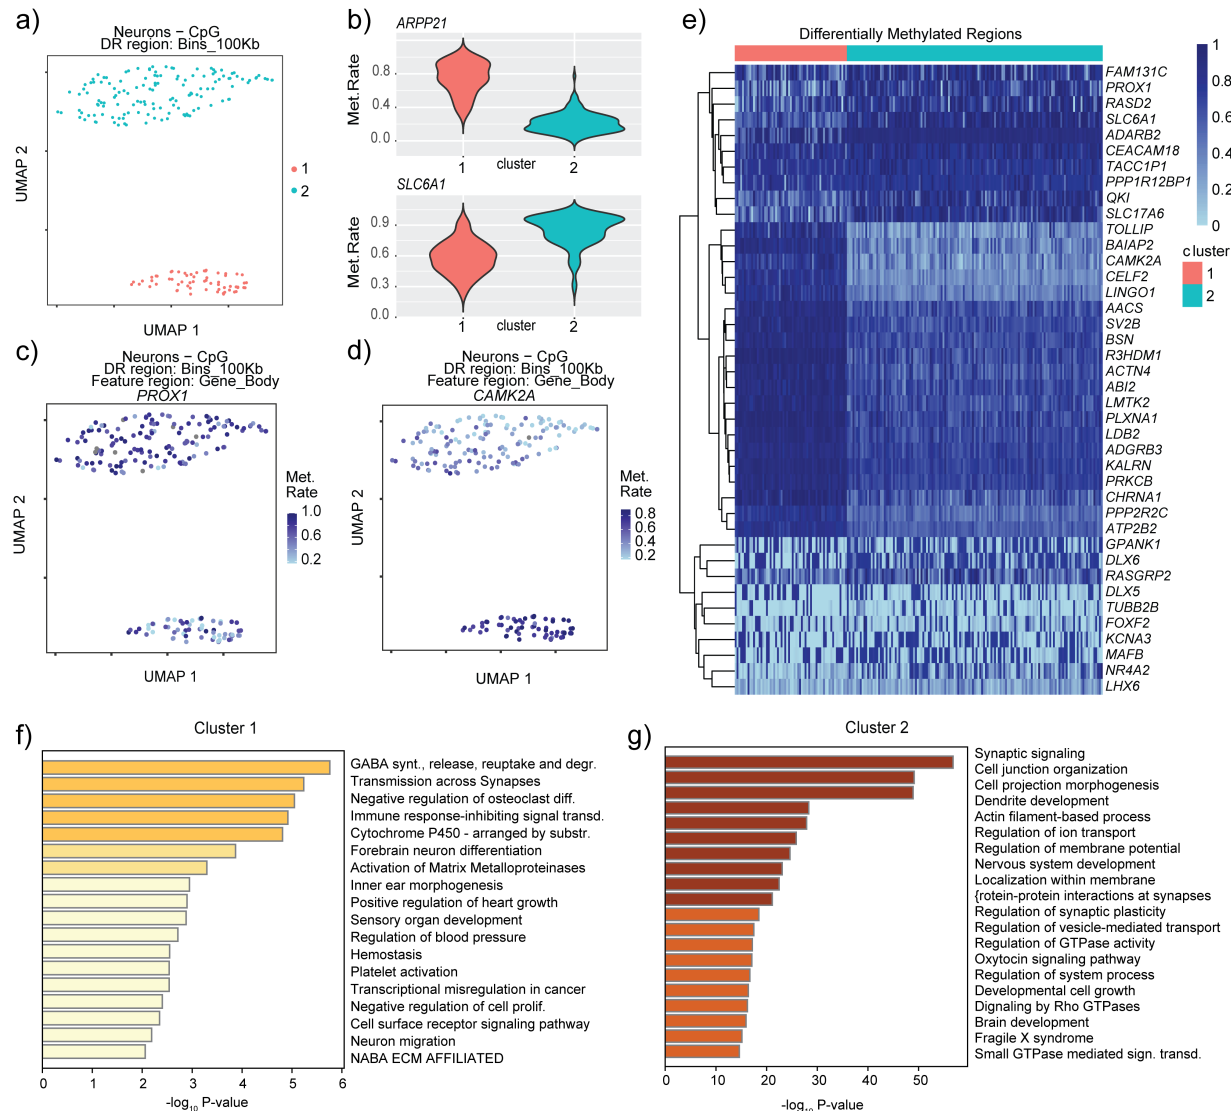 a)
Neurons – CpG
DR region: Bins_100Kb
UMAP 2
1
2
UMAP 1
b)
ARPP21
Met.Rate
0.8
0.4
0.0
1
cluster
2
SLC6A1
Met.Rate
0.9
0.6
0.3
0.0
1
cluster
2
c)
Neurons – CpG
DR region: Bins_100Kb
Feature region: Gene_Body
PROX1
UMAP 2
Met.
Rate
1.0
0.8
0.6
0.4
0.2
UMAP 1
d)
Neurons – CpG
DR region: Bins_100Kb
Feature region: Gene_Body
CAMK2A
UMAP 2
Met.
Rate
0.8
0.6
0.4
0.2
UMAP 1
e)
Differentially Methylated Regions
FAM131C
PROX1
RASD2
SLC6A1
ADARB2
CEACAM18
TACC1P1
PPP1R12BP1
QKI
SLC17A6
TOLLIP
BAIAP2
CAMK2A
CELF2
LINGO1
AACS
SV2B
BSN
R3HDM1
ACTN4
ABI2
LMTK2
PLXNA1
LDB2
ADGRB3
KALRN
PRKCB
CHRNA1
PPP2R2C
ATP2B2
GPANK1
DLX6
RASGRP2
DLX5
TUBB2B
FOXF2
KCNA3
MAFB
NR4A2
LHX6
1
0.8
0.6
0.4
0.2
0
cluster
1
2
f)
Cluster 1
GABA synt., release, reuptake and degr.
Transmission across Synapses
Negative regulation of osteoclast diff.
Immune response-inhibiting signal transd.
Cytochrome P450 - arranged by substr.
Forebrain neuron differentiation
Activation of Matrix Metalloproteinases
Inner ear morphogenesis
Positive regulation of heart growth
Sensory organ development
Regulation of blood pressure
Hemostasis
Platelet activation
Transcriptional misregulation in cancer
Negative regulation of cell prolif.
Cell surface receptor signaling pathway
Neuron migration
NABA ECM AFFILIATED
0 1 2 3 4 5 6
-log10 P-value
g)
Cluster 2
Synaptic signaling
Cell junction organization
Cell projection morphogenesis
Dendrite development
Actin filament-based process
Regulation of ion transport
Regulation of membrane potential
Nervous system development
Localization within membrane
{rotein-protein interactions at synapses
Regulation of synaptic plasticity
Regulation of vesicle-mediated transport
Regulation of GTPase activity
Oxytocin signaling pathway
Regulation of system process
Developmental cell growth
Dignaling by Rho GTPases
Brain development
Fragile X syndrome
Small GTPase mediated sign. transd.
0 10 20 30 40 50
-log10 P-value